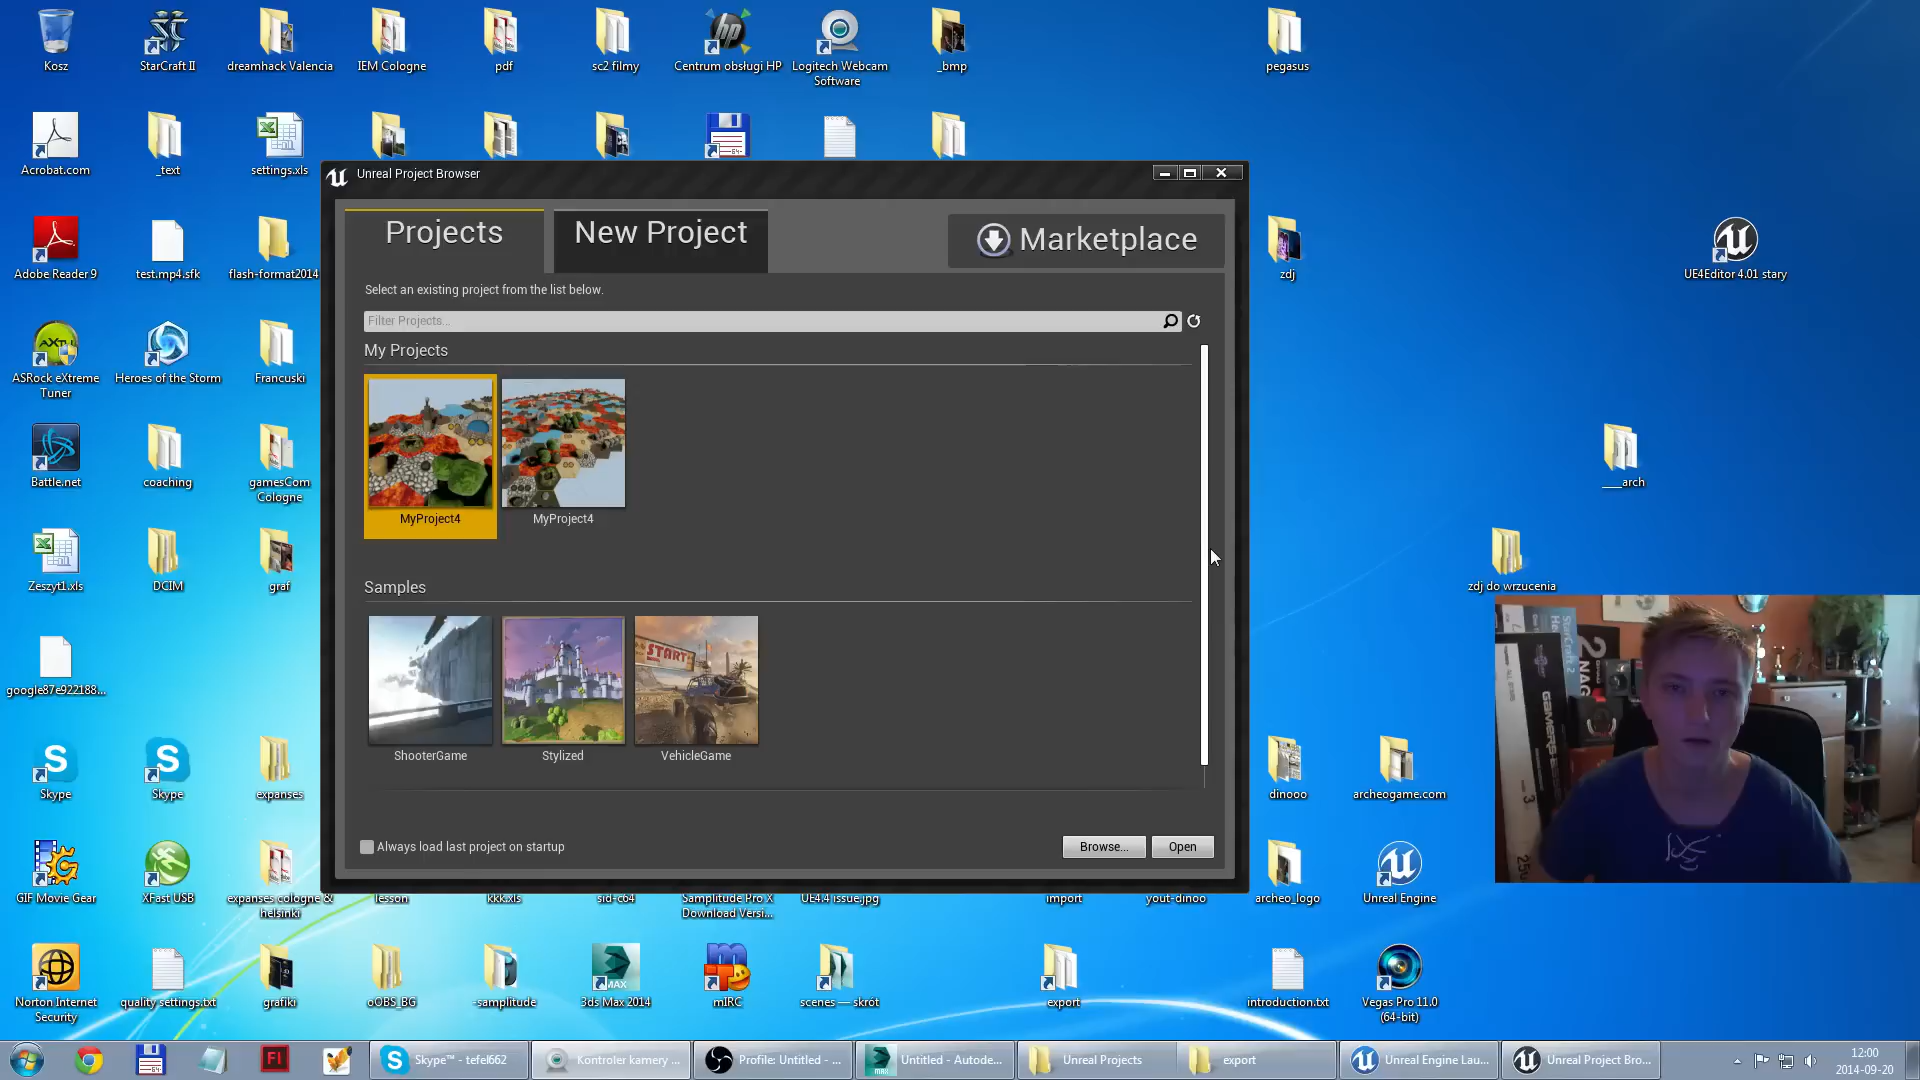 Kosz
StarCraft II
dreamhack Valencia
IEM Cologne
pdf
sc2 filmy
Centrum obsługi HP
Logitech Webcam
Software
_bmp
pegasus
Acrobat.com
_text
settings.xls
Unreal Project Browser
Projects
New Project
Marketplace
Select an existing project from the list below.
Filter Projects...
My Projects
MyProject4
MyProject4
Samples
ShooterGame
Stylized
VehicleGame
Always load last project on startup
Browse...
Open
Adobe Reader 9
test.mp4.sfk
flash-format2014
zdj
UE4Editor 4.01 stary
ASRock eXtreme
Tuner
Heroes of the Storm
Francuski
Battle.net
coaching
gamesCom
Cologne
___arch
Zeszyt1.xls
DCIM
graf
zdj do wrzucenia
google87e922188...
Skype
Skype
expanses
dinooo
archeogame.com
GIF Movie Gear
XFast USB
expanses cologne &
helsinki
lesson
kkk.xls
sid-c64
Samplitude Pro X
Download Versi...
UE4.4 issue.jpg
import
yout-dinoo
archeo_logo
Unreal Engine
Norton Internet
Security
quality settings.txt
grafiki
oOBS_BG
-samplitude
3ds Max 2014
mIRC
scenes — skrót
export
introduction.txt
Vegas Pro 11.0
(64-bit)
Skype™ - tefel662
Kontroler kamery ...
Profile: Untitled - ...
Untitled - Autode...
Unreal Projects
export
Unreal Engine Lau...
Unreal Project Bro...
12:00
2014-09-20